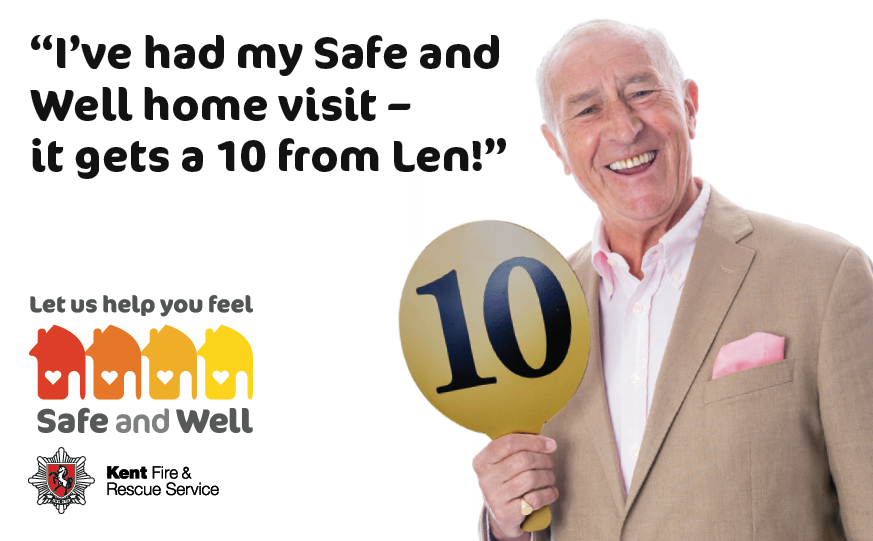 “I’ve had my Safe and
Well home visit –
it gets a 10 from Len!”
10
Let us help you feel
Safe and Well
Kent Fire &
Rescue Service